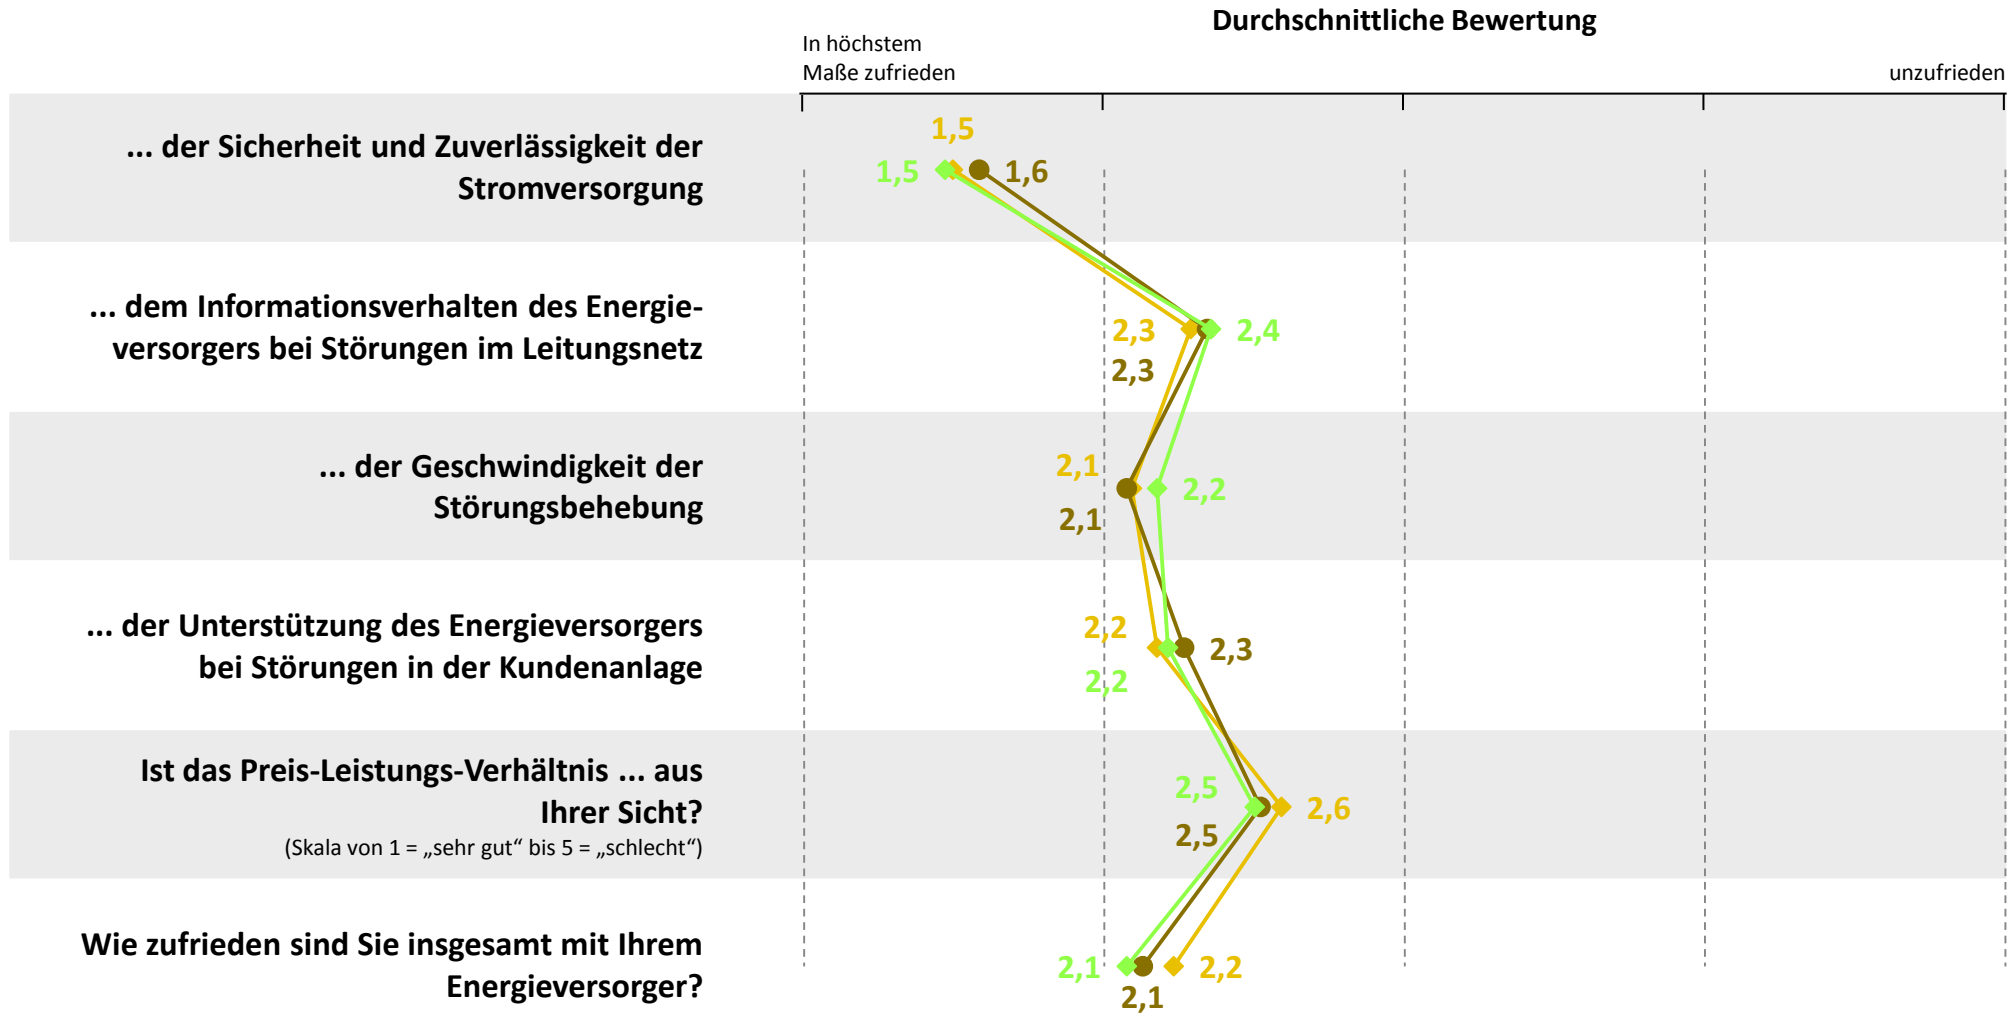 Durchschnittliche Bewertung
In höchstem
Maße zufrieden
unzufrieden
... der Sicherheit und Zuverlässigkeit der
Stromversorgung
1,5
1,5
1,6
... dem Informationsverhalten des Energie-
versorgers bei Störungen im Leitungsnetz
2,3
2,4
2,3
... der Geschwindigkeit der
Störungsbehebung
2,1
2,2
2,1
... der Unterstützung des Energieversorgers
bei Störungen in der Kundenanlage
2,2
2,3
2,2
Ist das Preis-Leistungs-Verhältnis ... aus
Ihrer Sicht?
(Skala von 1 = „sehr gut“ bis 5 = „schlecht“)
2,5
2,6
2,5
Wie zufrieden sind Sie insgesamt mit Ihrem
Energieversorger?
2,1
2,2
2,1